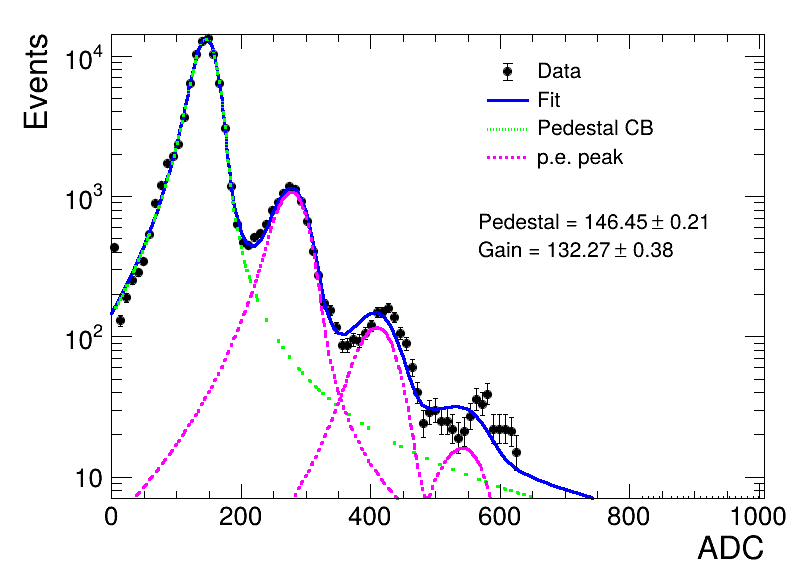 Events
10⁴
10³
10²
10
Data
Fit
Pedestal CB
p.e. peak
Pedestal = 146.45 ± 0.21
Gain = 132.27 ± 0.38
0 200 400 600 800 1000
ADC